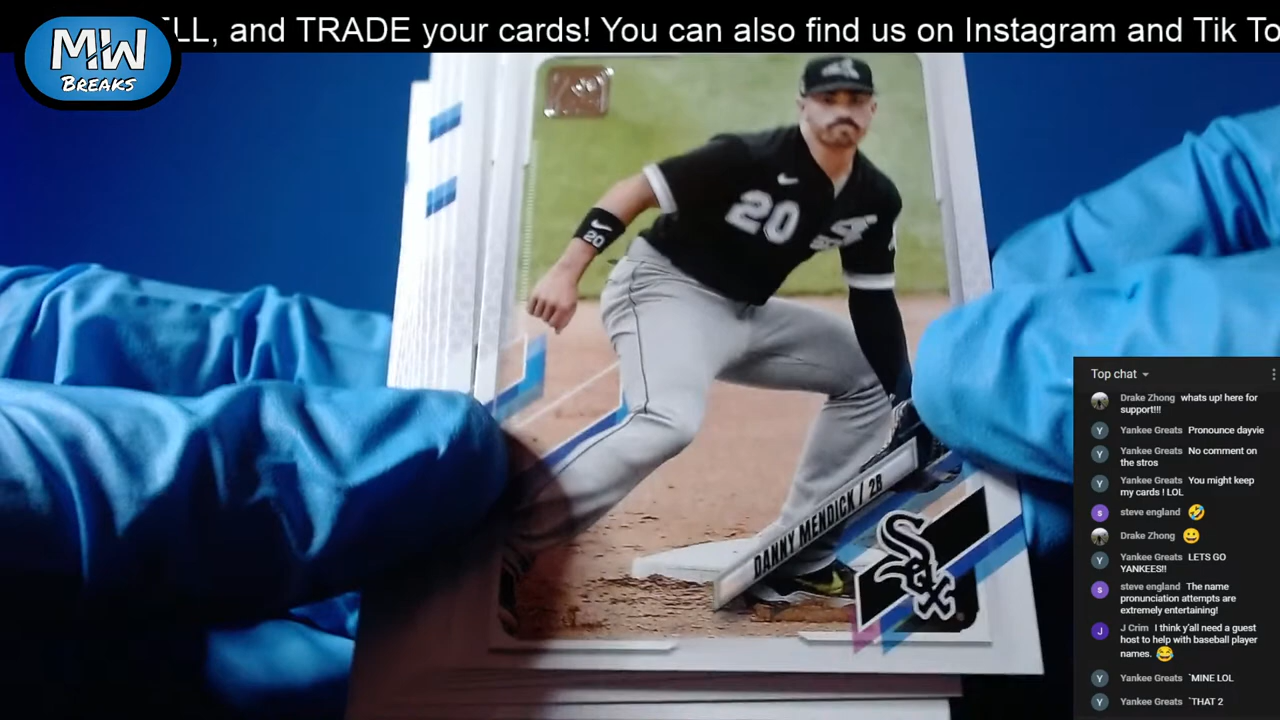 LL, and TRADE your cards! You can also find us on Instagram and Tik To
MW
BREAKS
70
20
20
Sox
DANNY MENDICK / 2B
Sox
Top chat
Drake Zhong whats up! here for
support!!!
Yankee Greats Pronounce dayvie
Yankee Greats No comment on
the stros
Yankee Greats You might keep
my cards ! LOL
steve england 🤣
Drake Zhong 😀
Yankee Greats LETS GO
YANKEES!!
steve england The name
pronunciation attempts are
extremely entertaining!
J Crim I think y'all need a guest
host to help with baseball player
names. 😂
Yankee Greats `MINE LOL
Yankee Greats `THAT 2